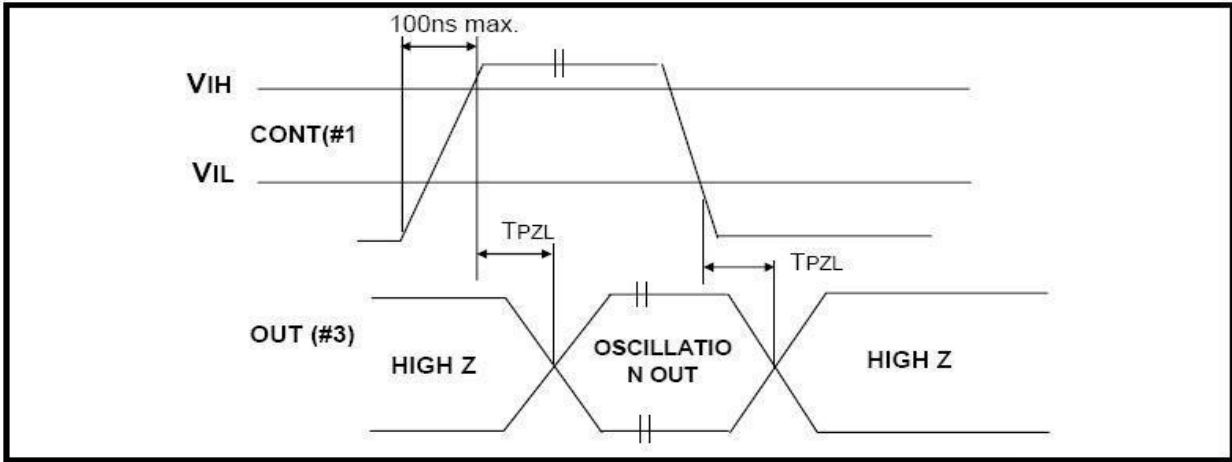 100ns max.
VIH
CONT(#1
VIL
TPZL
TPZL
OUT (#3)
HIGH Z
OSCILLATIO
N OUT
HIGH Z